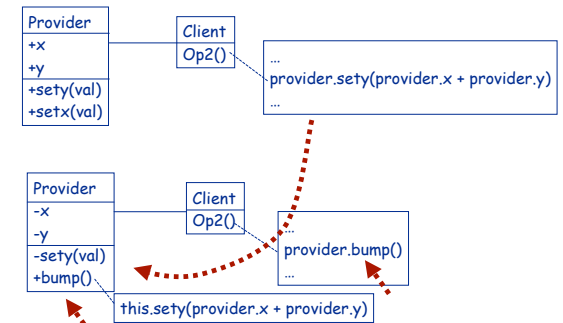 Provider
+x
+y
+sety(val)
+setx(val)
Client
Op2()
...
provider.sety(provider.x + provider.y)
...
Provider
-x
-y
-sety(val)
+bump()
Client
Op2()
...
provider.bump()
...
this.sety(provider.x + provider.y)